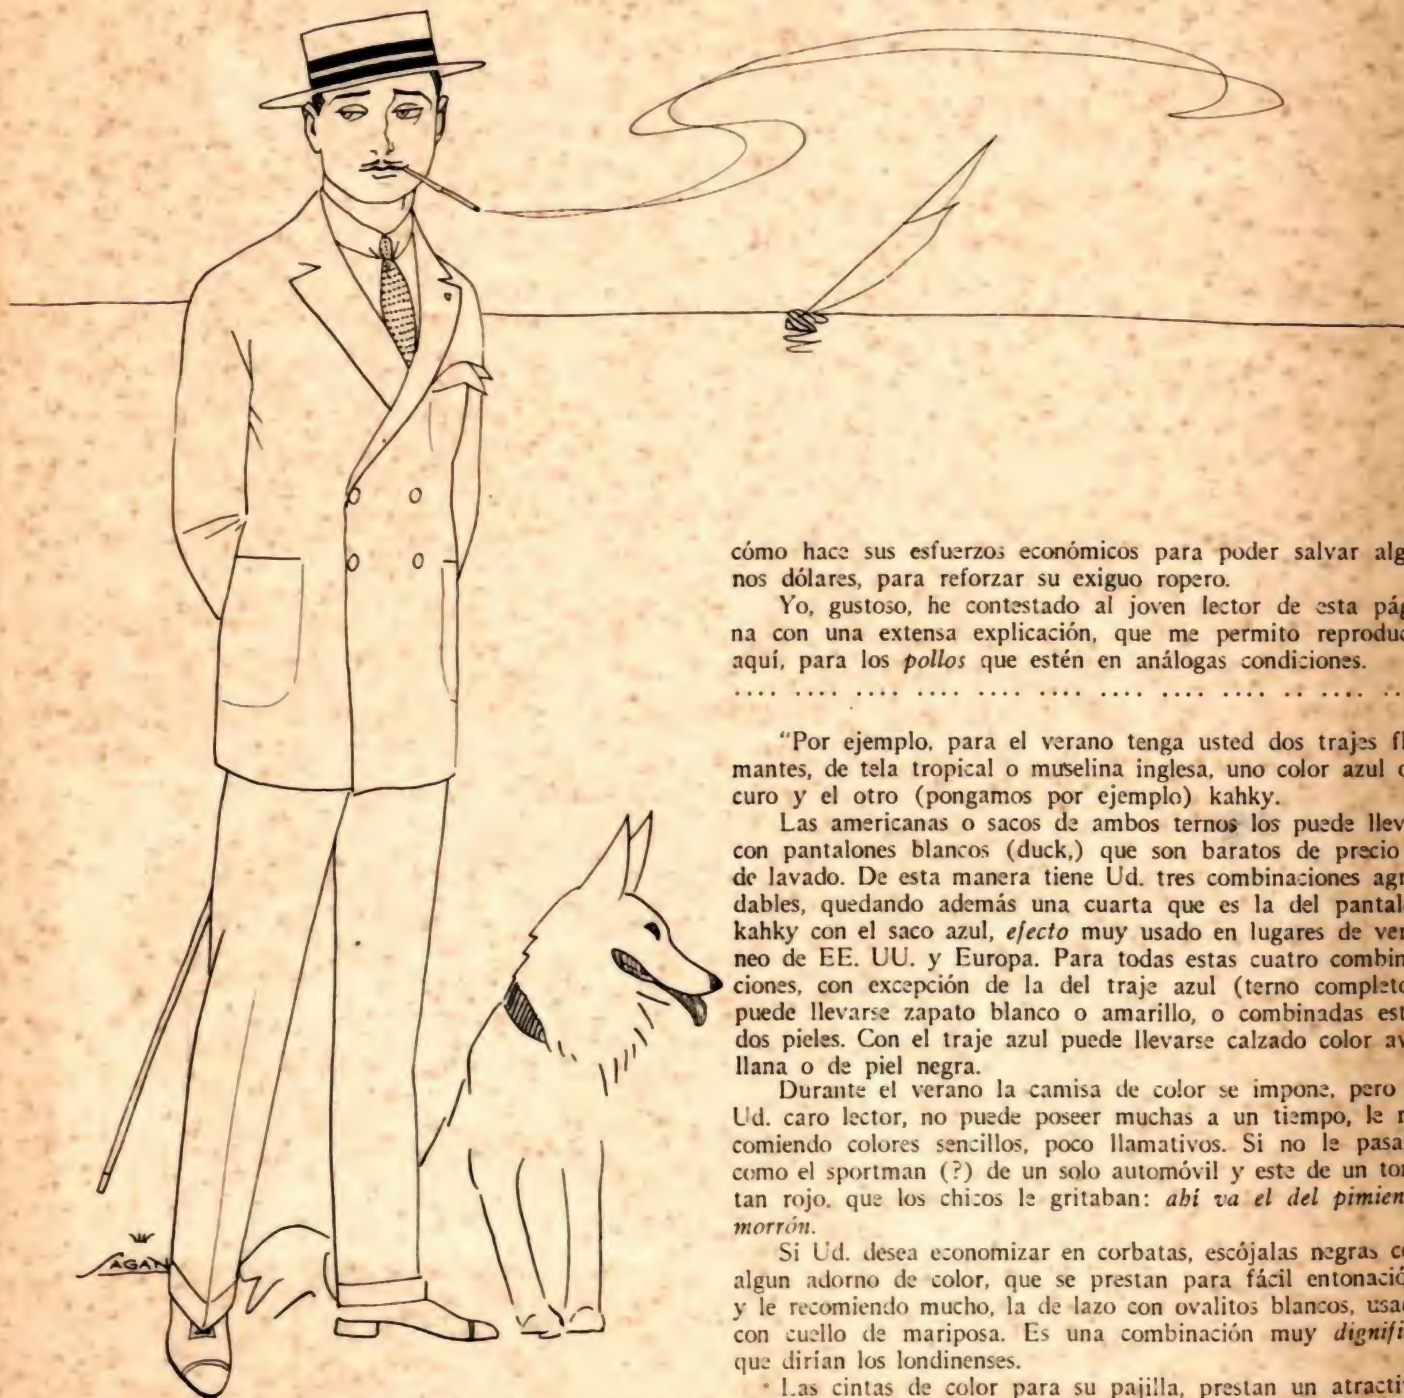 cómo hace sus esfuerzos económicos para poder salvar alg
nos dólares, para reforzar su exiguo ropero.
Yo, gustoso, he contestado al joven lector de esta pág
na con una extensa explicación, que me permito reproduc
aquí, para los pollos que estén en análogas condiciones.
.... .... .... .... .... .... .... .... .... .. .... ..
"Por ejemplo, para el verano tenga usted dos trajes fl
mantes, de tela tropical o muselina inglesa, uno color azul o
curo y el otro (pongamos por ejemplo) kahky.
Las americanas o sacos de ambos ternos los puede llev
con pantalones blancos (duck,) que son baratos de precio
de lavado. De esta manera tiene Ud. tres combinaciones agr
dables, quedando además una cuarta que es la del pantal
kahky con el saco azul, efecto muy usado en lugares de ver
neo de EE. UU. y Europa. Para todas estas cuatro combin
ciones, con excepción de la del traje azul (terno completo
puede llevarse zapato blanco o amarillo, o combinadas est
dos pieles. Con el traje azul puede llevarse calzado color av
llana o de piel negra.
Durante el verano la camisa de color se impone, pero
Ud. caro lector, no puede poseer muchas a un tiempo, le r
comiendo colores sencillos, poco llamativos. Si no le pasa
como el sportman (?) de un solo automóvil y este de un ton
tan rojo, que los chicos le gritaban: ahí va el del pimien
morrón.
Si Ud. desea economizar en corbatas, escójalas negras co
algun adorno de color, que se prestan para fácil entonació
y le recomiendo mucho, la de lazo con ovalitos blancos, usad
con cuello de mariposa. Es una combinación muy dignifi
que dirían los londinenses.
Las cintas de color para su pajilla, prestan un atractiv
SAGAN